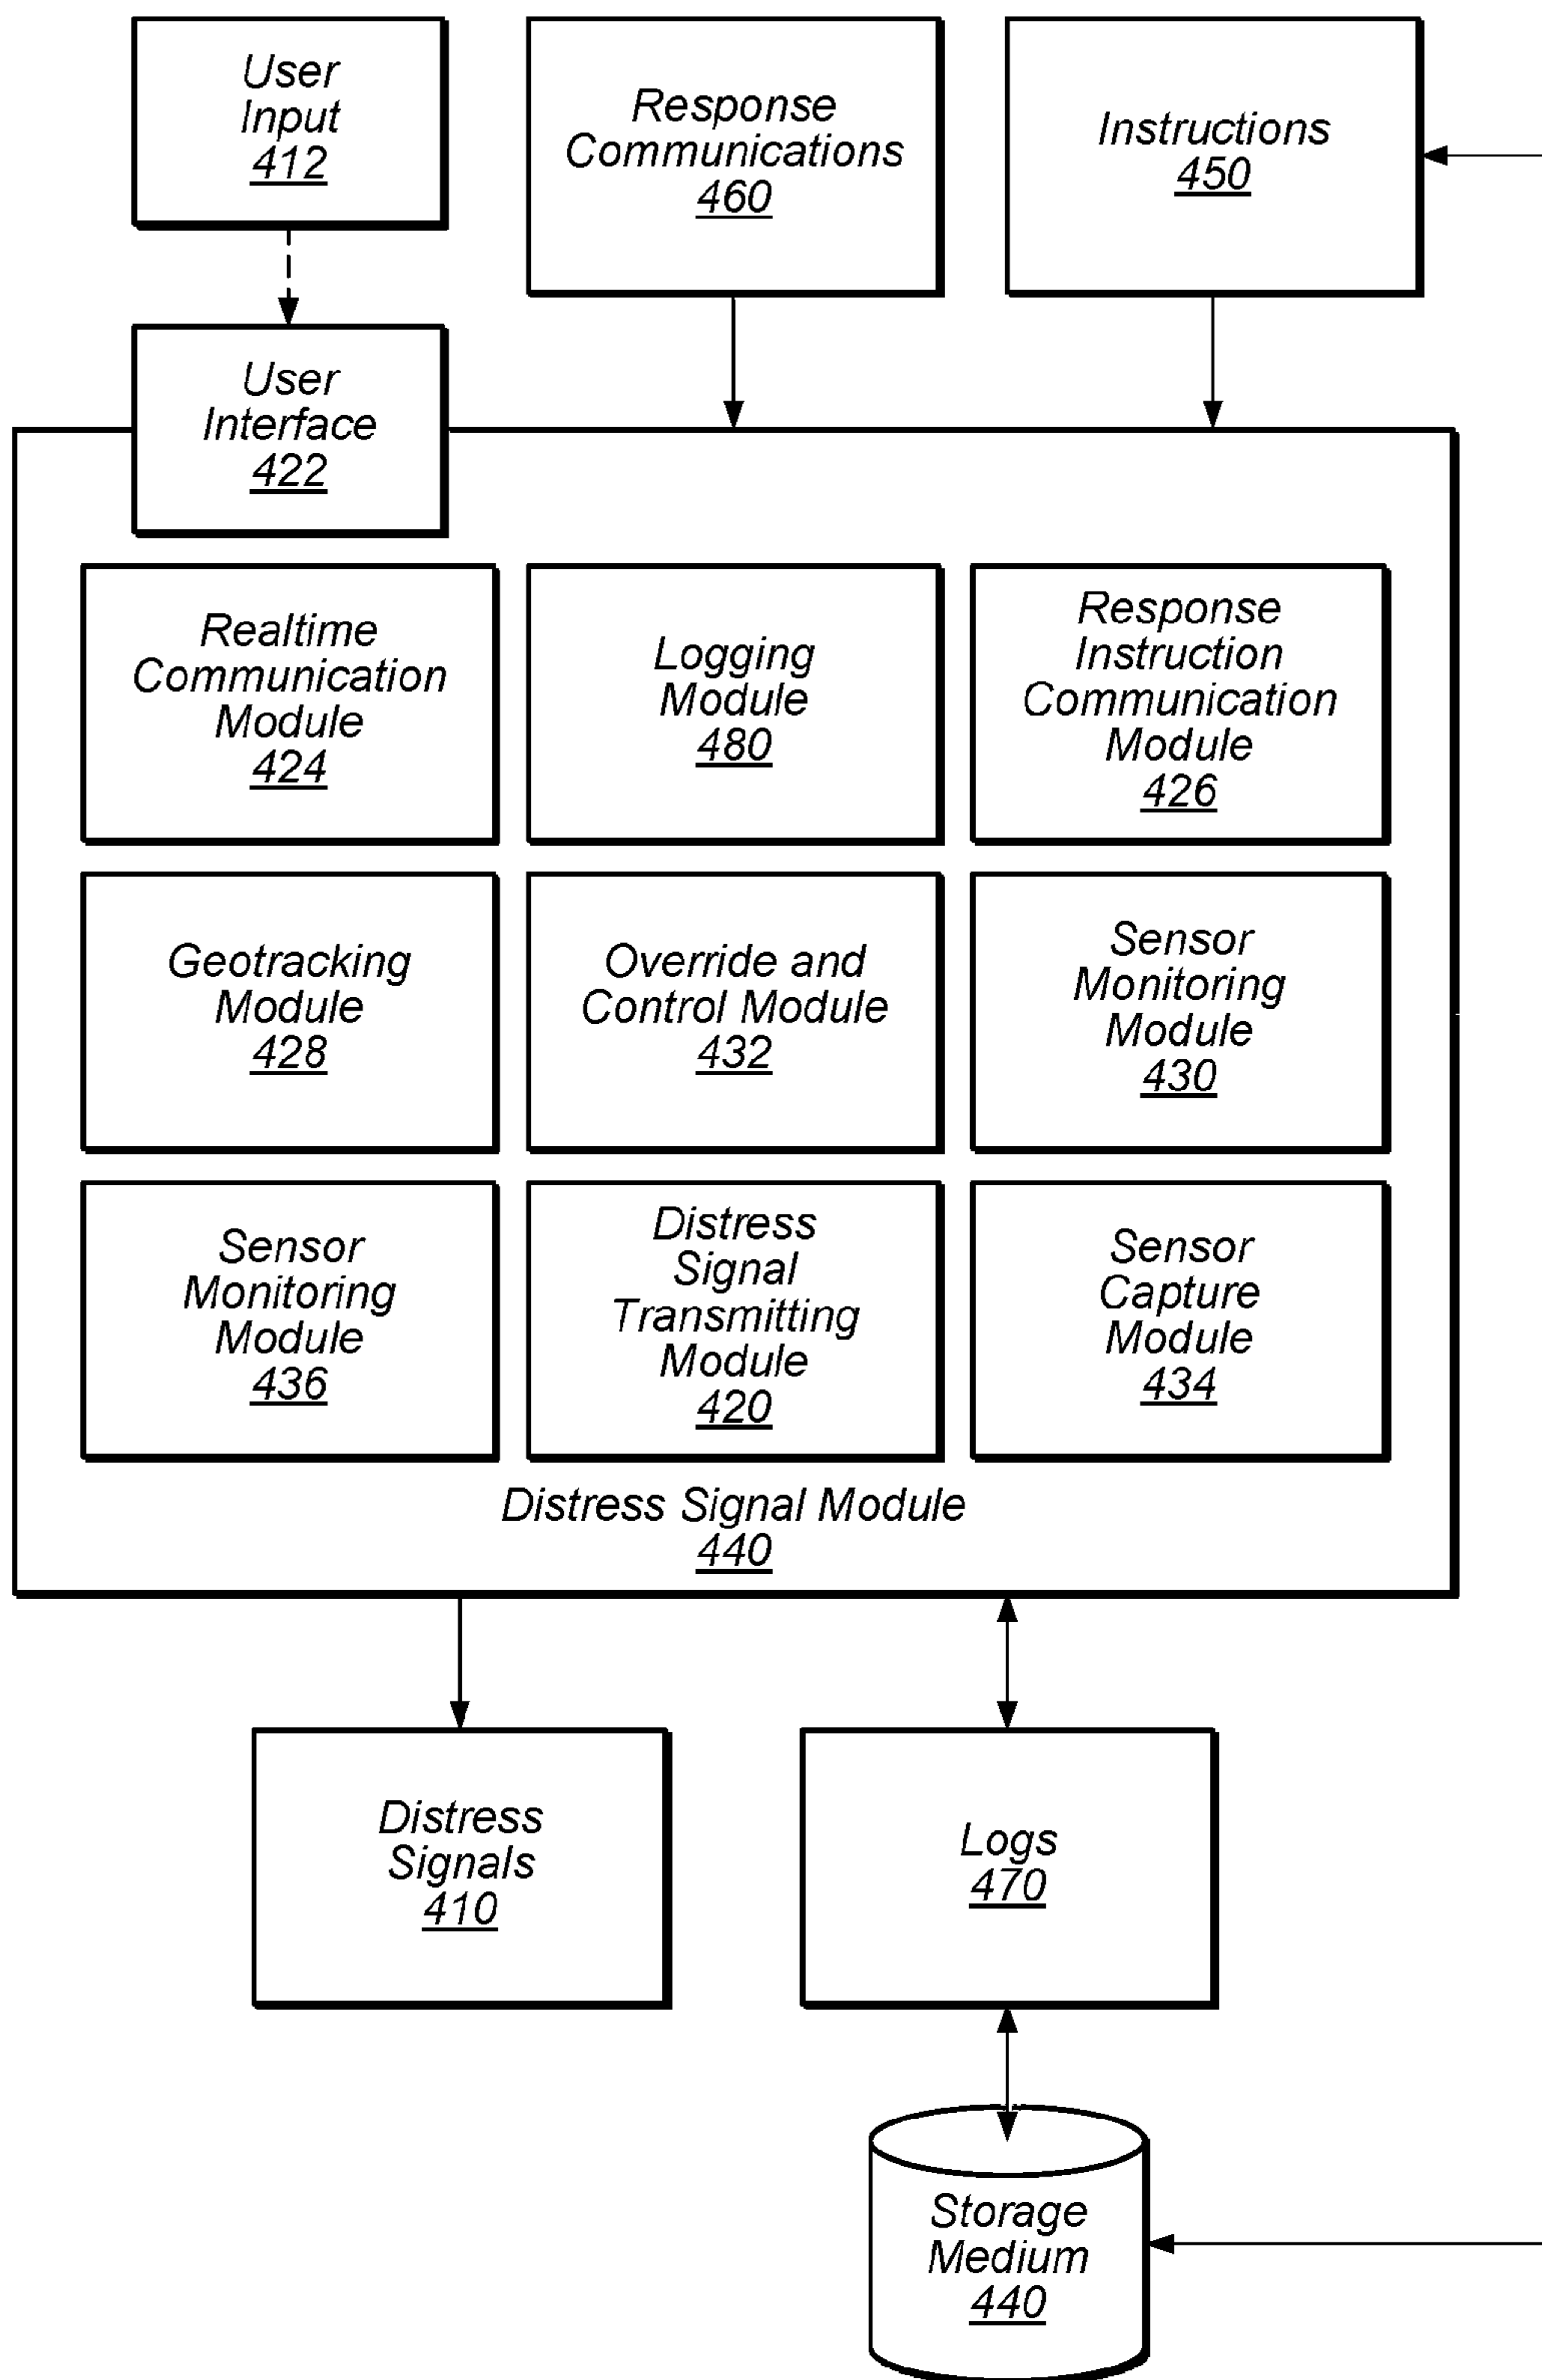 User
Input
412
Response
Communications
460
Instructions
450
User
Interface
422
Realtime
Communication
Module
424
Logging
Module
480
Response
Instruction
Communication
Module
426
Geotracking
Module
428
Override and
Control Module
432
Sensor
Monitoring
Module
430
Sensor
Monitoring
Module
436
Distress
Signal
Transmitting
Module
420
Sensor
Capture
Module
434
Distress Signal Module
440
Distress
Signals
410
Logs
470
Storage
Medium
440